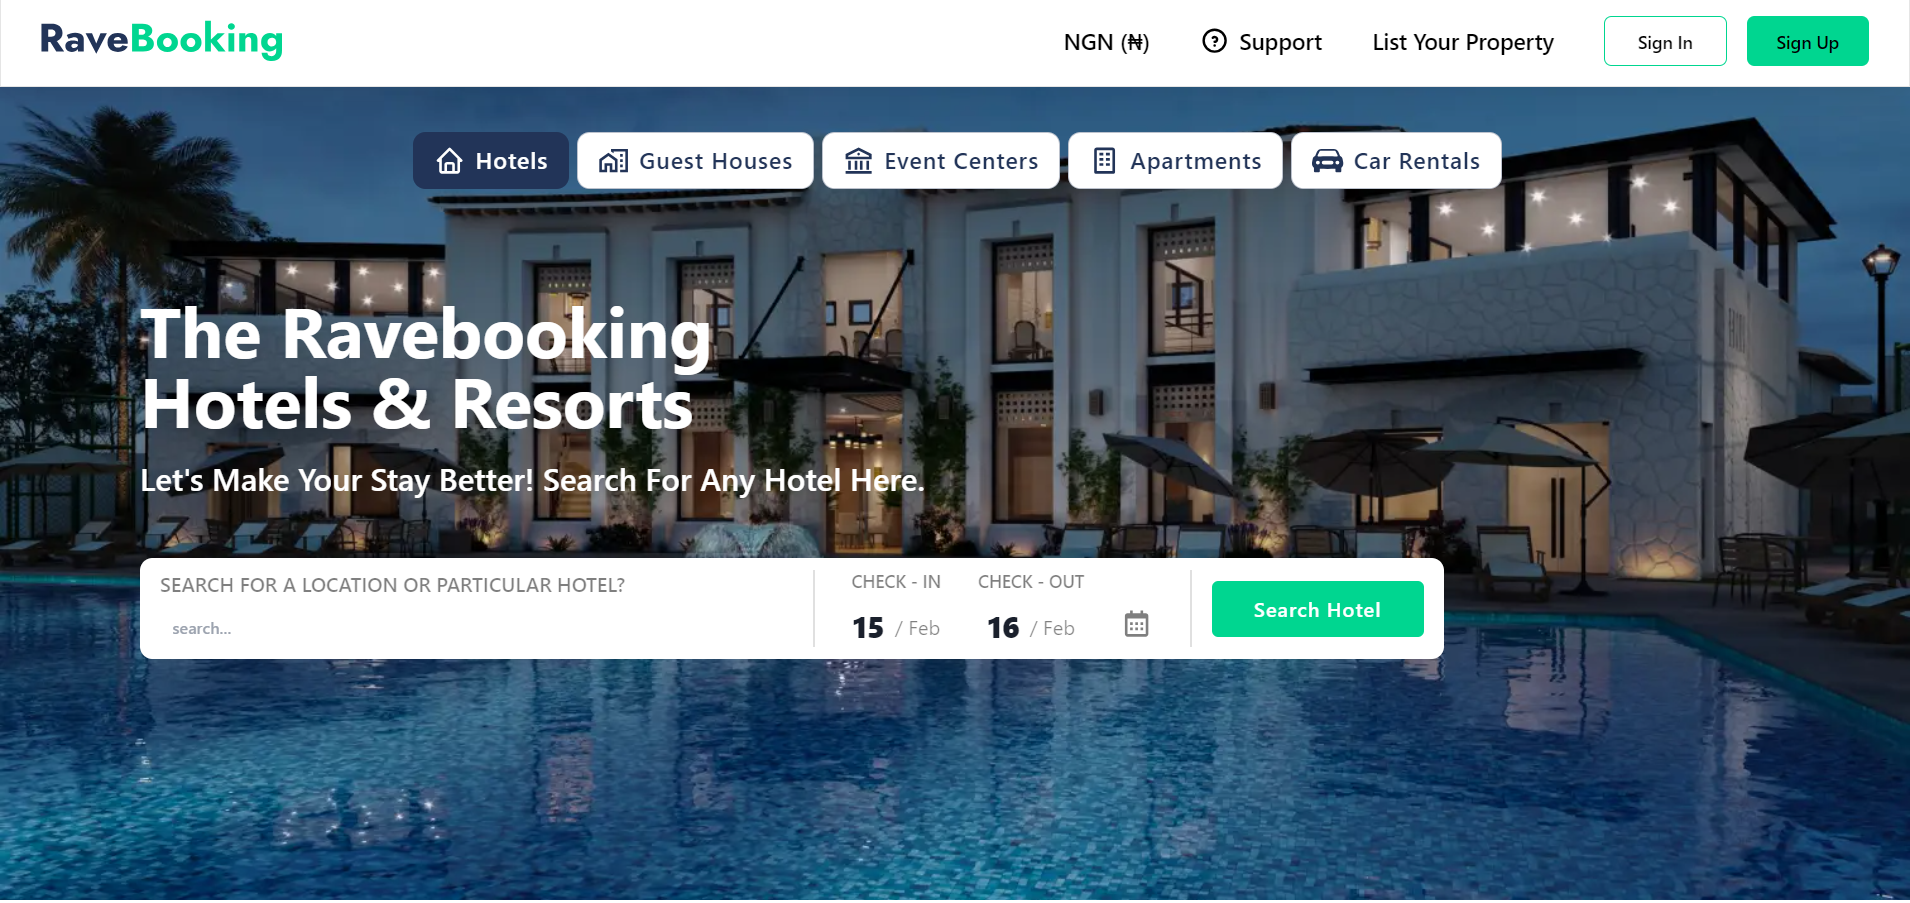 RaveBooking
NGN (₦)
Support
List Your Property
Sign In
Sign Up
Hotels
Guest Houses
Event Centers
Apartments
Car Rentals
The Ravebooking
Hotels & Resorts
Let's Make Your Stay Better! Search For Any Hotel Here.
SEARCH FOR A LOCATION OR PARTICULAR HOTEL?
search...
CHECK - IN
CHECK - OUT
15 / Feb
16 / Feb
Search Hotel